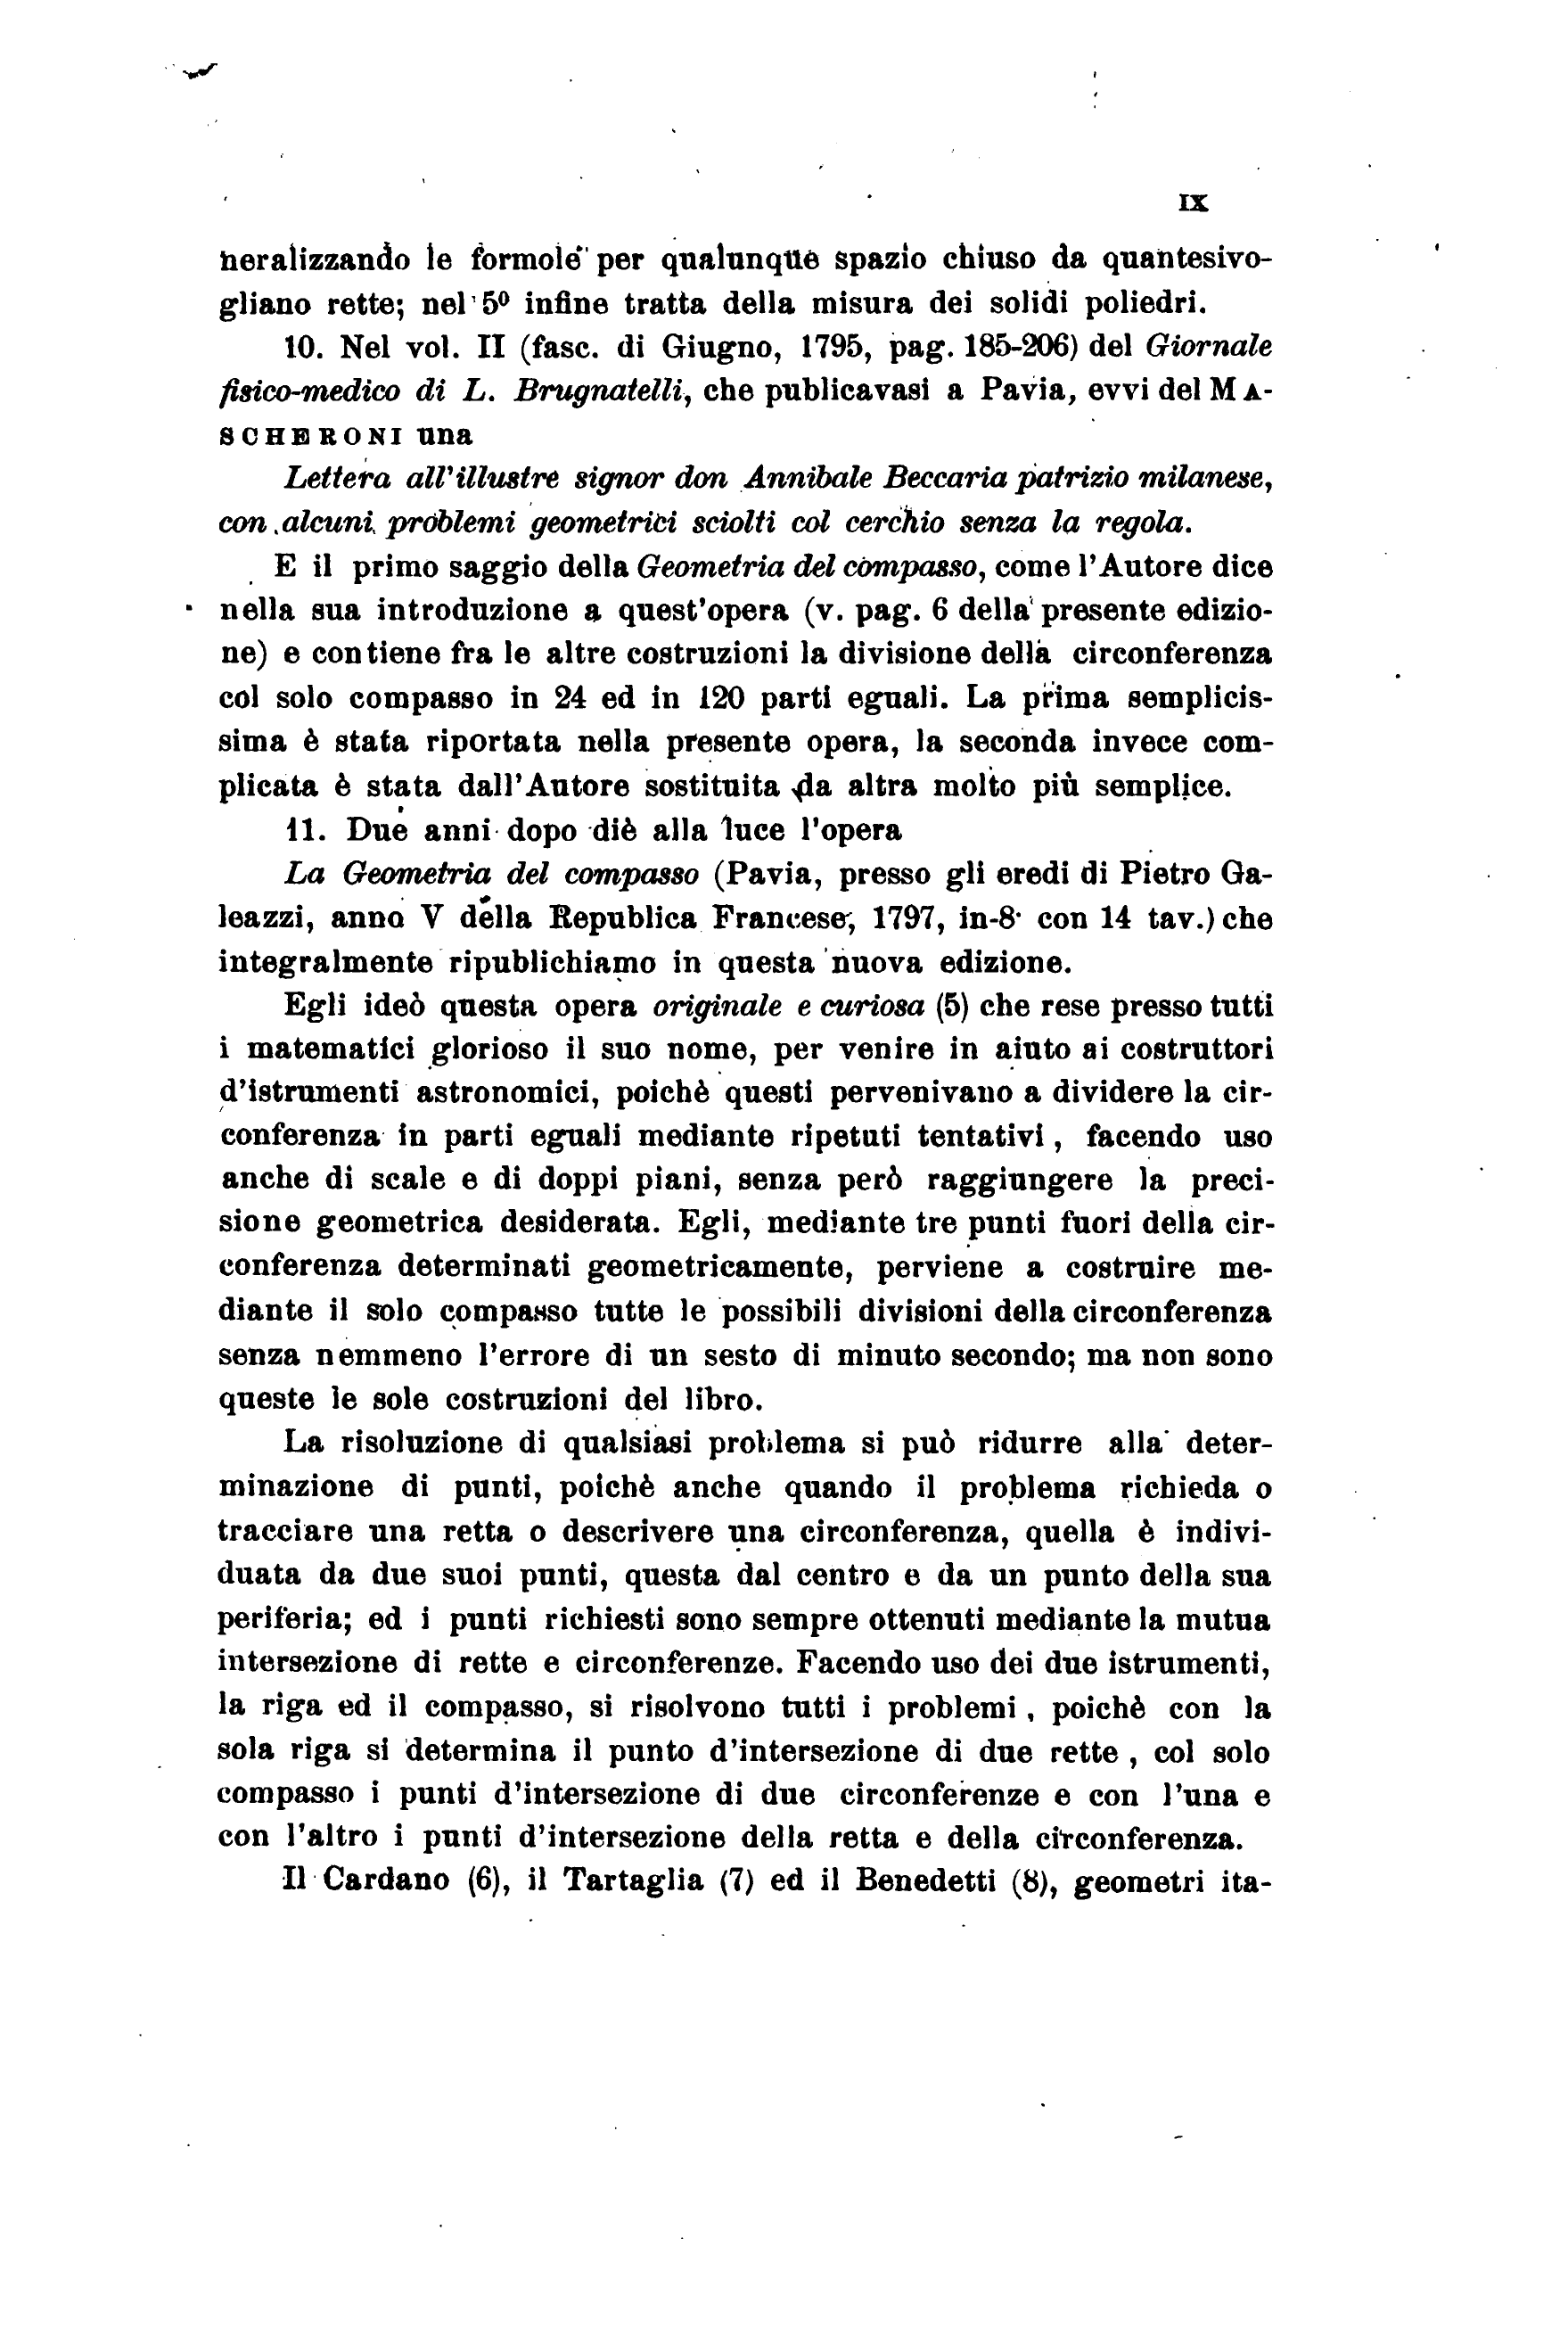 IX
neralizzando le formole per qualunque spazio chiuso da quantesivo-
gliano rette; nel 5º infine tratta della misura dei solidi poliedri.
10. Nel vol. II (fasc. di Giugno, 1795, pag. 185-206) del Giornale
fisico-medico di L. Brugnatelli, che publicavasi a Pavia, evvi del MA-
SCHERONI una
Lettera all'illustre signor don Annibale Beccaria patrizio milanese,
con alcuni problemi geometrici sciolti col cerchio senza la regola.
E il primo saggio della Geometria del compasso, come l'Autore dice
nella sua introduzione a quest'opera (v. pag. 6 della presente edizio-
ne) e contiene fra le altre costruzioni la divisione della circonferenza
col solo compasso in 24 ed in 120 parti eguali. La prima semplicis-
sima è stata riportata nella presente opera, la seconda invece com-
plicata è stata dall'Autore sostituita da altra molto più semplice.
11. Due anni dopo diè alla luce l'opera
La Geometria del compasso (Pavia, presso gli eredi di Pietro Ga-
leazzi, anno V della Republica Francese, 1797, in-8· con 14 tav.) che
integralmente ripublichiamo in questa nuova edizione.
Egli ideò questa opera originale e curiosa (5) che rese presso tutti
i matematici glorioso il suo nome, per venire in aiuto ai costruttori
d'istrumenti astronomici, poichè questi pervenivano a dividere la cir-
conferenza in parti eguali mediante ripetuti tentativi, facendo uso
anche di scale e di doppi piani, senza però raggiungere la preci-
sione geometrica desiderata. Egli, mediante tre punti fuori della cir-
conferenza determinati geometricamente, perviene a costruire me-
diante il solo compasso tutte le possibili divisioni della circonferenza
senza nemmeno l'errore di un sesto di minuto secondo; ma non sono
queste le sole costruzioni del libro.
La risoluzione di qualsiasi problema si può ridurre alla deter-
minazione di punti, poichè anche quando il problema richieda o
tracciare una retta o descrivere una circonferenza, quella è indivi-
duata da due suoi punti, questa dal centro e da un punto della sua
periferia; ed i punti richiesti sono sempre ottenuti mediante la mutua
intersezione di rette e circonferenze. Facendo uso dei due istrumenti,
la riga ed il compasso, si risolvono tutti i problemi, poichè con la
sola riga si determina il punto d'intersezione di due rette, col solo
compasso i punti d'intersezione di due circonferenze e con l'una e
con l'altro i punti d'intersezione della retta e della circonferenza.
Il Cardano (6), il Tartaglia (7) ed il Benedetti (8), geometri ita-